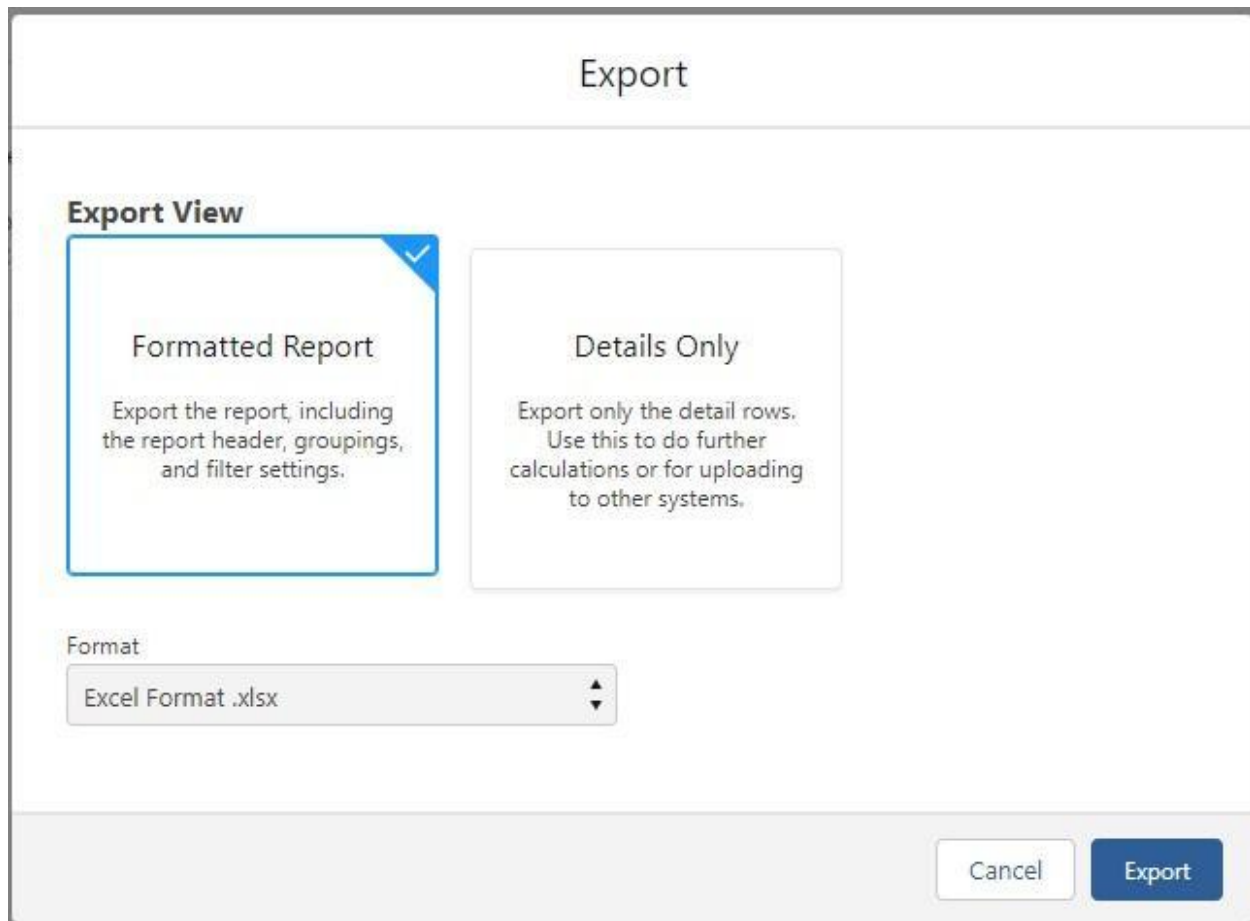 Export
Export View
Formatted Report
Export the report, including
the report header, groupings,
and filter settings.
Details Only
Export only the detail rows.
Use this to do further
calculations or for uploading
to other systems.
Format
Excel Format .xlsx
Cancel
Export